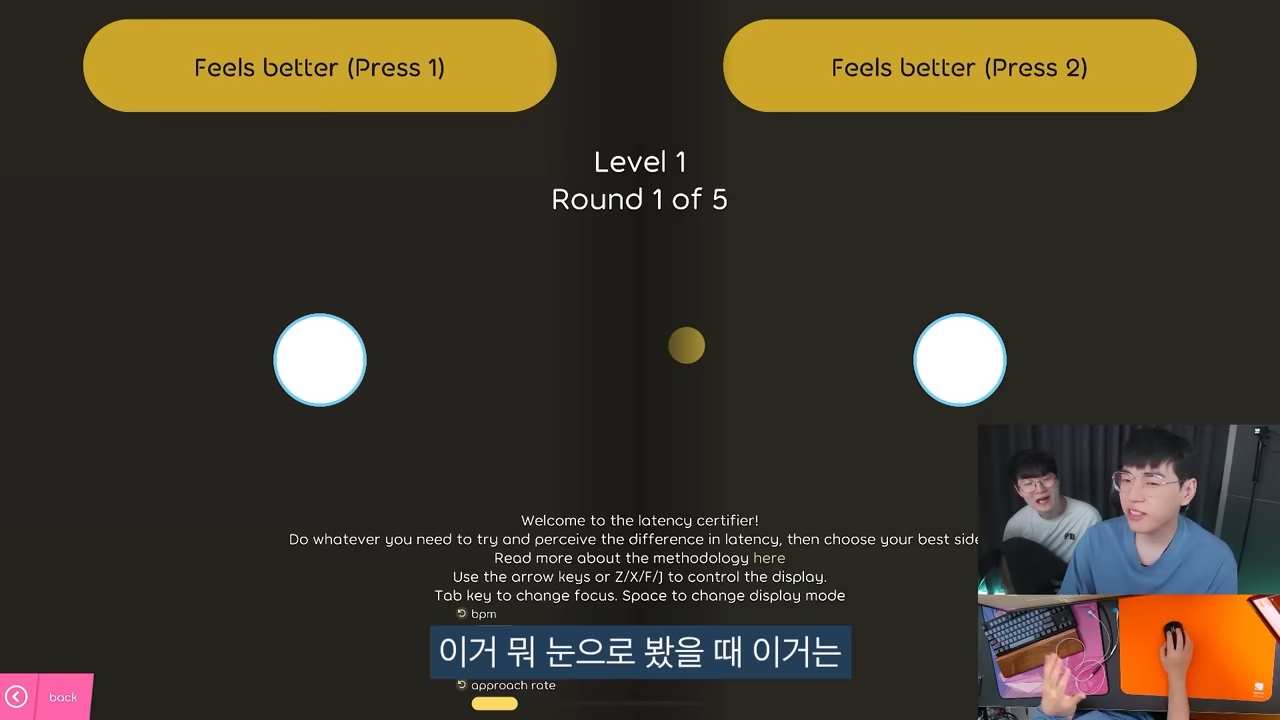 Feels better (Press 1)
Feels better (Press 2)
Level 1
Round 1 of 5
Welcome to the latency certifier!
Do whatever you need to try and perceive the difference in latency, then choose your best side
Read more about the methodology here
Use the arrow keys or Z/X/F/J to control the display.
Tab key to change focus. Space to change display mode
bpm
이거 뭐 눈으로 봤을 때 이거는
approach rate
back